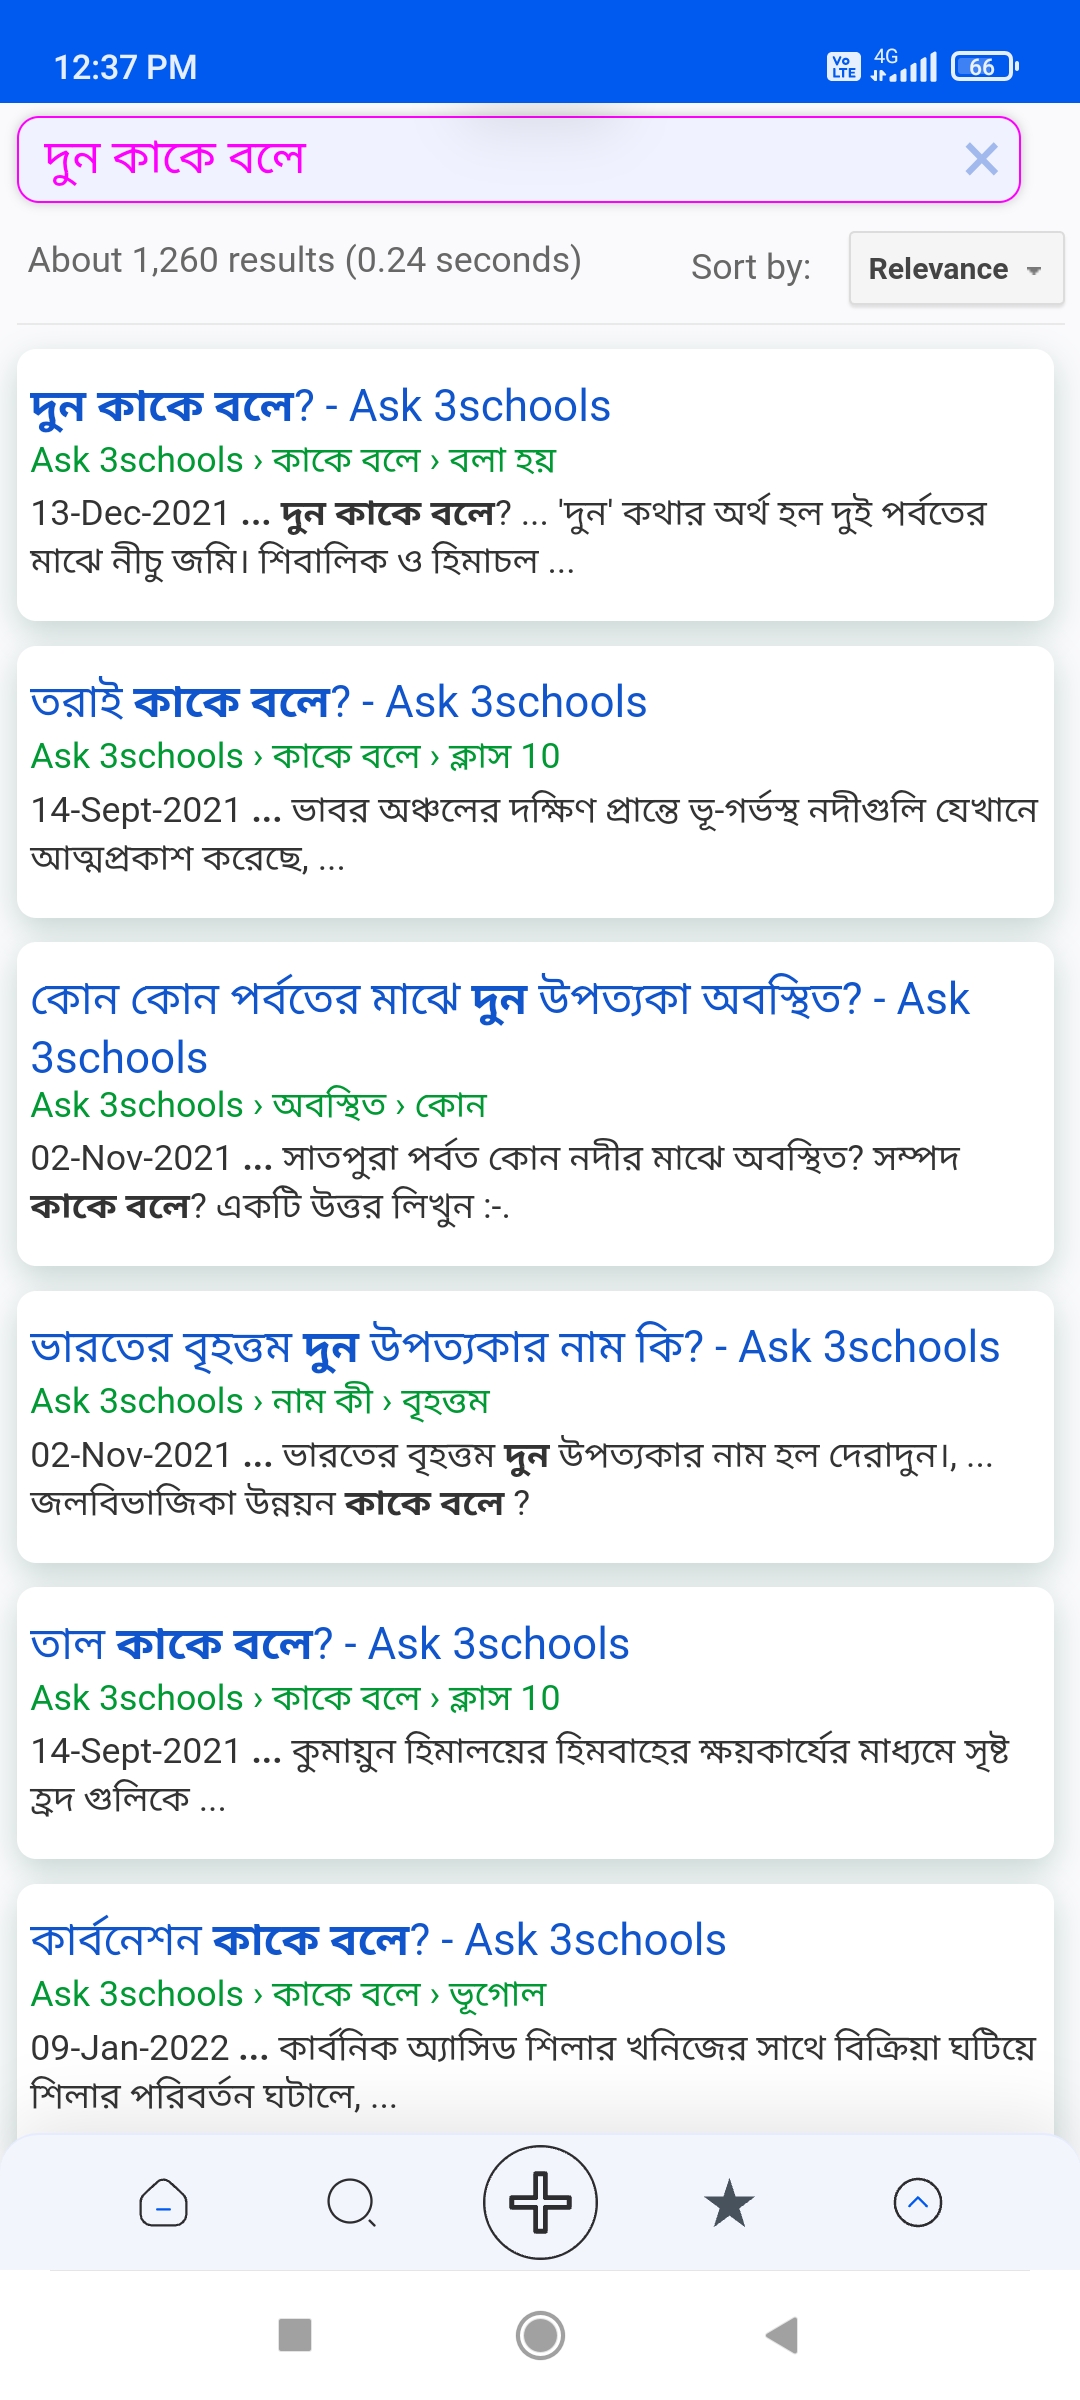 12:37 PM
Vo LTE 4G 66
দুন কাকে বলে
About 1,260 results (0.24 seconds)
Sort by: Relevance
দুন কাকে বলে? - Ask 3schools
Ask 3schools › কাকে বলে › বলা হয়
13-Dec-2021 ... দুন কাকে বলে? ... 'দুন' কথার অর্থ হল দুই পর্বতের
মাঝে নীচু জমি। শিবালিক ও হিমাচল ...
তরাই কাকে বলে? - Ask 3schools
Ask 3schools › কাকে বলে › ক্লাস 10
14-Sept-2021 ... ভাবর অঞ্চলের দক্ষিণ প্রান্তে ভূ-গর্ভস্থ নদীগুলি যেখানে
আত্মপ্রকাশ করেছে, ...
কোন কোন পর্বতের মাঝে দুন উপত্যকা অবস্থিত? - Ask
3schools
Ask 3schools › অবস্থিত › কোন
02-Nov-2021 ... সাতপুরা পর্বত কোন নদীর মাঝে অবস্থিত? সম্পদ
কাকে বলে? একটি উত্তর লিখুন :-.
ভারতের বৃহত্তম দুন উপত্যকার নাম কি? - Ask 3schools
Ask 3schools › নাম কী › বৃহত্তম
02-Nov-2021 ... ভারতের বৃহত্তম দুন উপত্যকার নাম হল দেরাদুন।, ...
জলবিভাজিকা উন্নয়ন কাকে বলে ?
তাল কাকে বলে? - Ask 3schools
Ask 3schools › কাকে বলে › ক্লাস 10
14-Sept-2021 ... কুমায়ুন হিমালয়ের হিমবাহের ক্ষয়কার্যের মাধ্যমে সৃষ্ট
হ্রদ গুলিকে ...
কার্বনেশন কাকে বলে? - Ask 3schools
Ask 3schools › কাকে বলে › ভূগোল
09-Jan-2022 ... কার্বনিক অ্যাসিড শিলার খনিজের সাথে বিক্রিয়া ঘটিয়ে
শিলার পরিবর্তন ঘটালে, ...